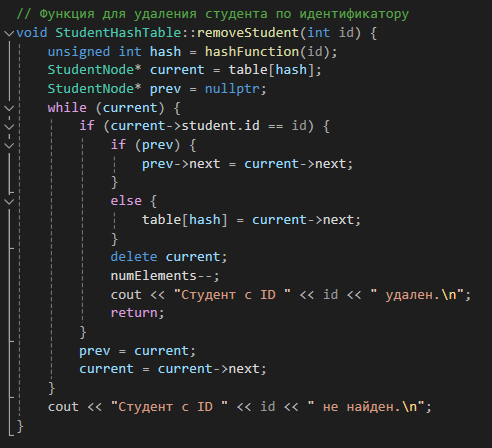 // Функция для удаления студента по идентификатору
void StudentHashTable::removeStudent(int id) {
    unsigned int hash = hashFunction(id);
    StudentNode* current = table[hash];
    StudentNode* prev = nullptr;
    while (current) {
        if (current->student.id == id) {
            if (prev) {
                prev->next = current->next;
            }
            else {
                table[hash] = current->next;
            }
            delete current;
            numElements--;
            cout << "Студент с ID " << id << " удален.\n";
            return;
        }
        prev = current;
        current = current->next;
    }
    cout << "Студент с ID " << id << " не найден.\n";
}